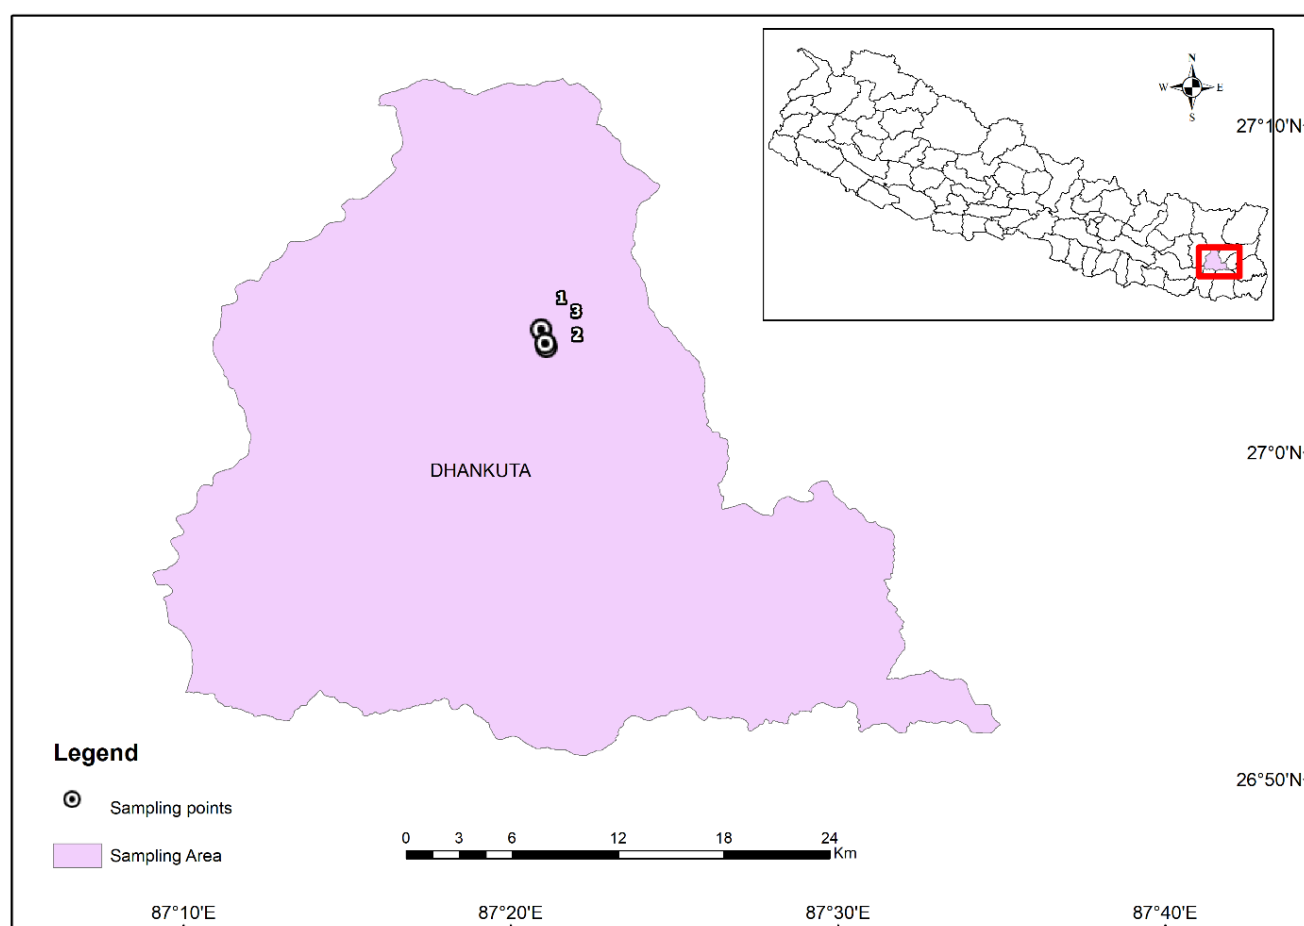 N
W E
S
27°10'N
1
3
2
27°0'N
DHANKUTA
Legend
26°50'N
Sampling points
0 3 6 12 18 24
Km
Sampling Area
87°10'E 87°20'E 87°30'E 87°40'E